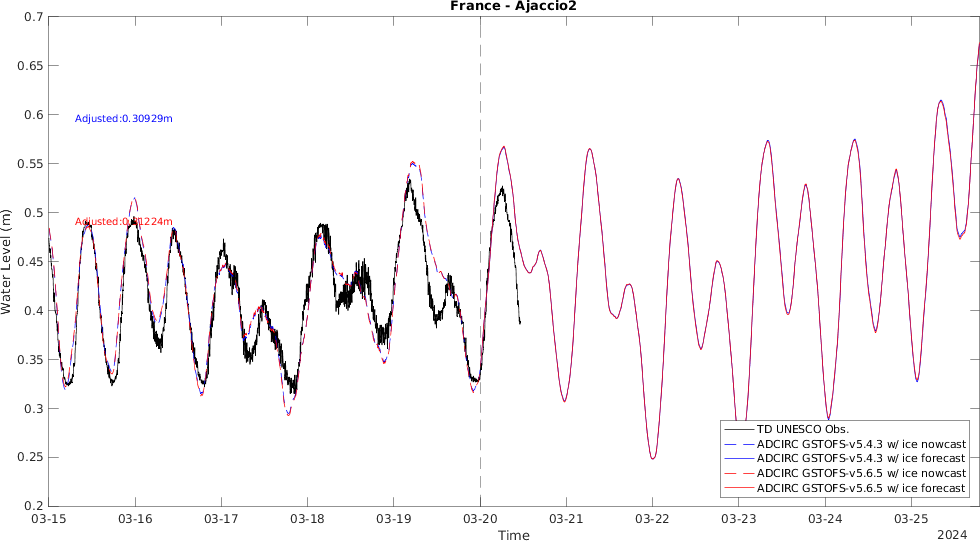 France - Ajaccio2
0.7
0.65
0.6
0.55
0.5
0.45
0.4
0.35
0.3
0.25
0.2
Water Level (m)
Adjusted:0.30929m
03-15
03-16
03-17
03-18
03-19
03-20
03-21
03-22
03-23
03-24
03-25
Time
2024
TD UNESCO Obs.
ADCIRC GSTOFS-v5.4.3 w/ ice nowcast
ADCIRC GSTOFS-v5.4.3 w/ ice forecast
ADCIRC GSTOFS-v5.6.5 w/ ice nowcast
ADCIRC GSTOFS-v5.6.5 w/ ice forecast